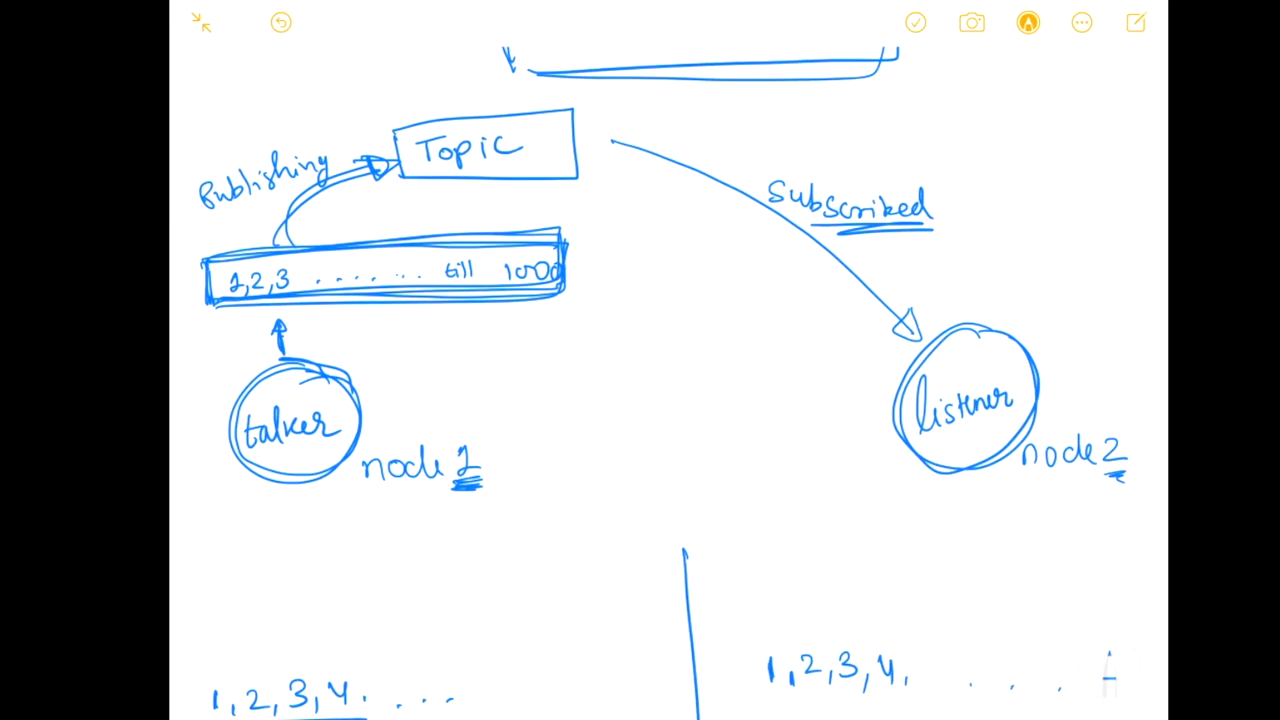 Topic
Publishing
Subscribed
1,2,3 ....... till 1000
talker
listener
node 1
node 2
1,2,3,4. ...
1,2,3,4, ....